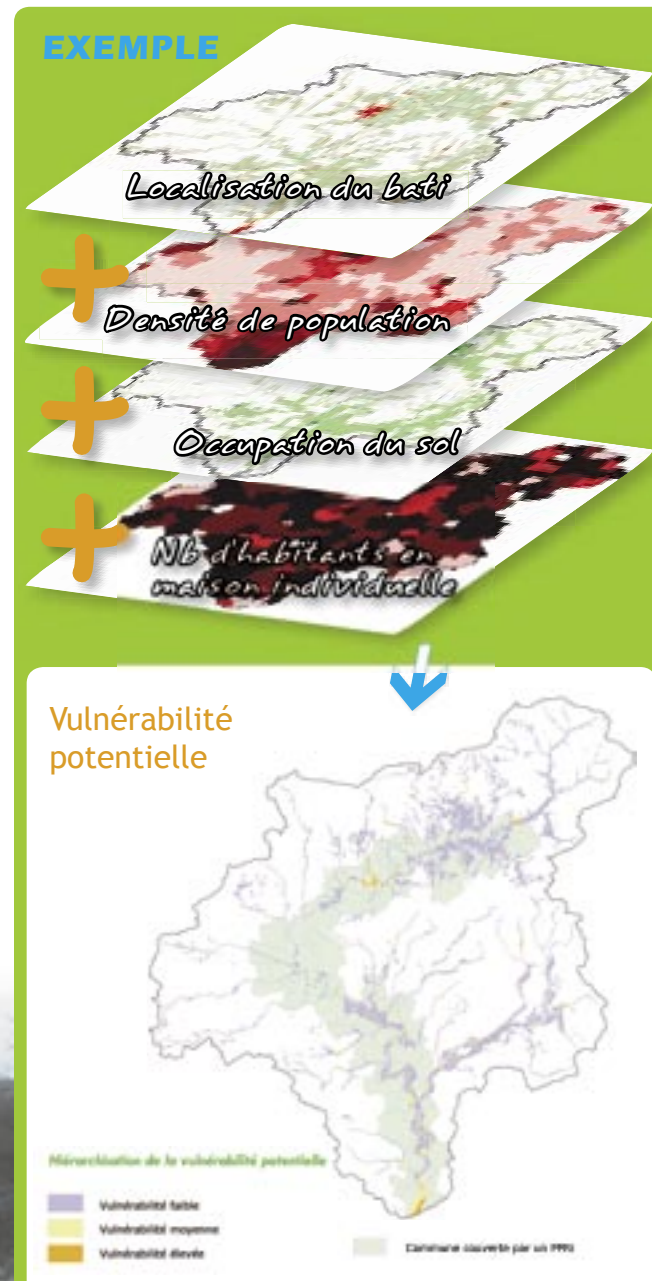 EXEMPLE
Localisation du bati
+
Densité de population
+
Occupation du sol
+
Nb d'habitants en
maison individuelle
Vulnérabilité
potentielle
Hiérarchisation de la vulnérabilité potentielle
Vulnérabilité faible
Vulnérabilité moyenne
Vulnérabilité élevée
Commune couverte par un PPRi